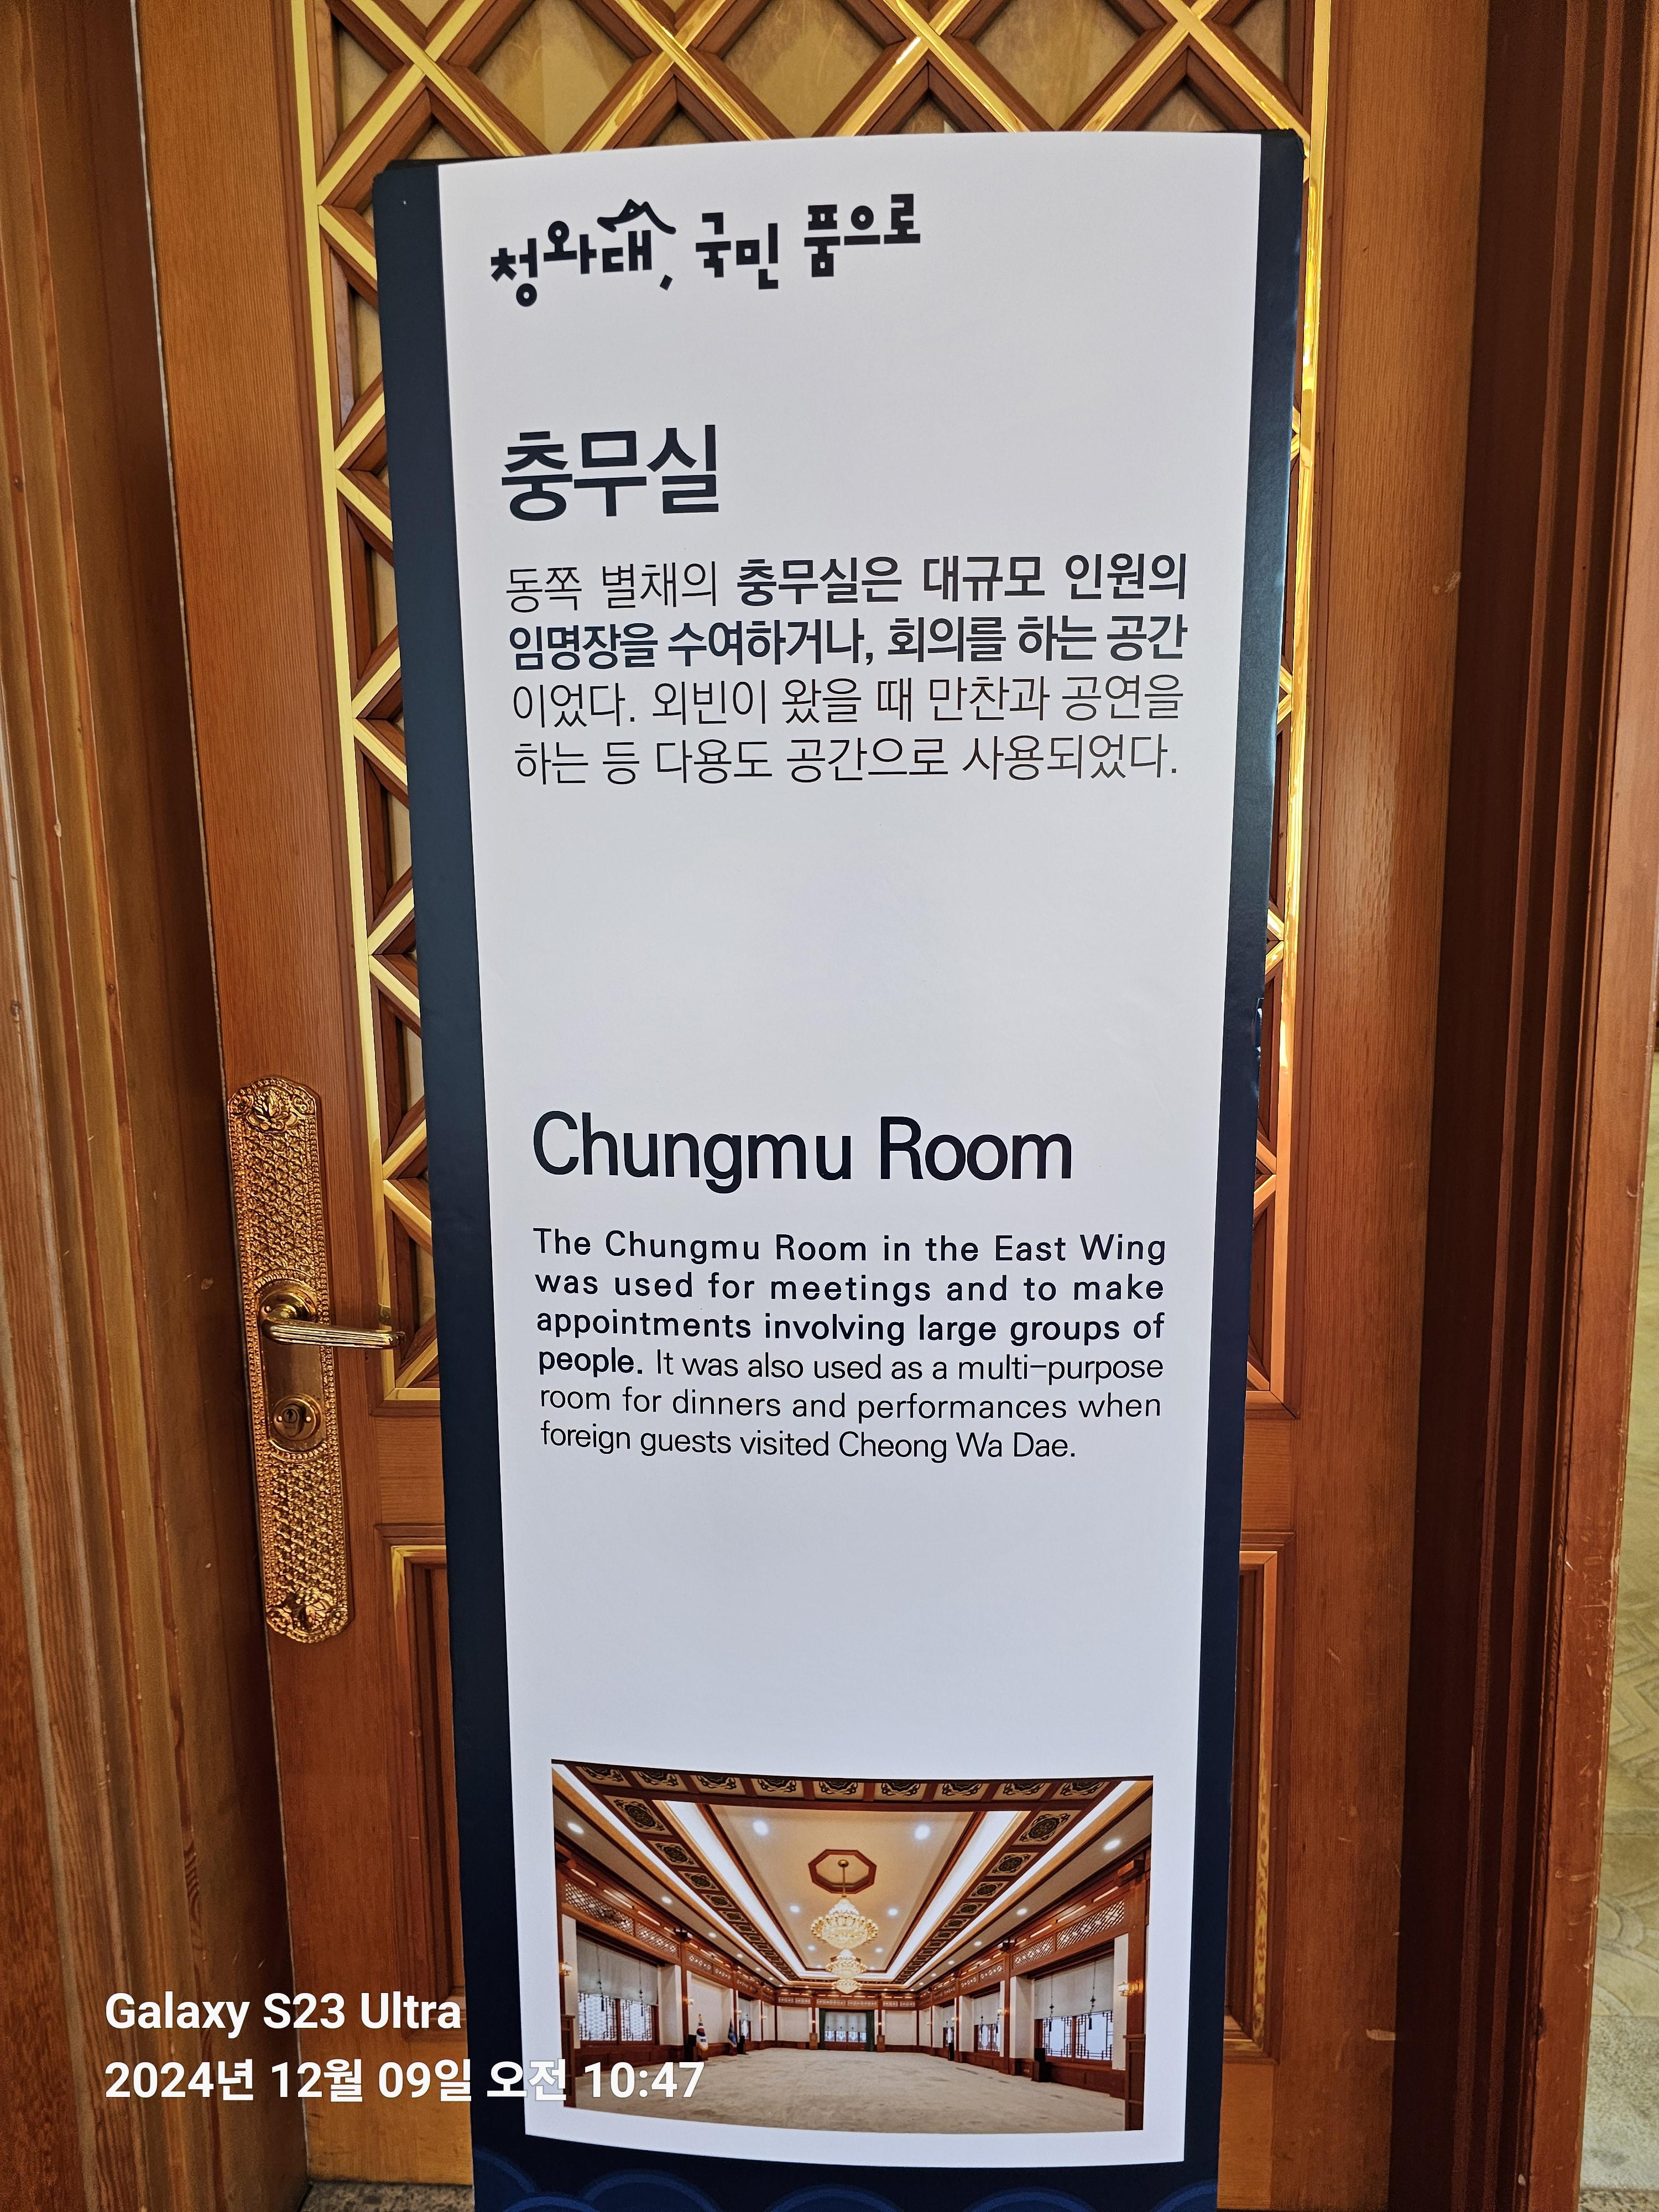 청와대, 국민 품으로
충무실
동쪽 별채의 충무실은 대규모 인원의
임명장을 수여하거나, 회의를 하는 공간
이었다. 외빈이 왔을 때 만찬과 공연을
하는 등 다용도 공간으로 사용되었다.
Chungmu Room
The Chungmu Room in the East Wing
was used for meetings and to make
appointments involving large groups of
people. It was also used as a multi-purpose
room for dinners and performances when
foreign guests visited Cheong Wa Dae.
Galaxy S23 Ultra
2024년 12월 09일 오전 10:47